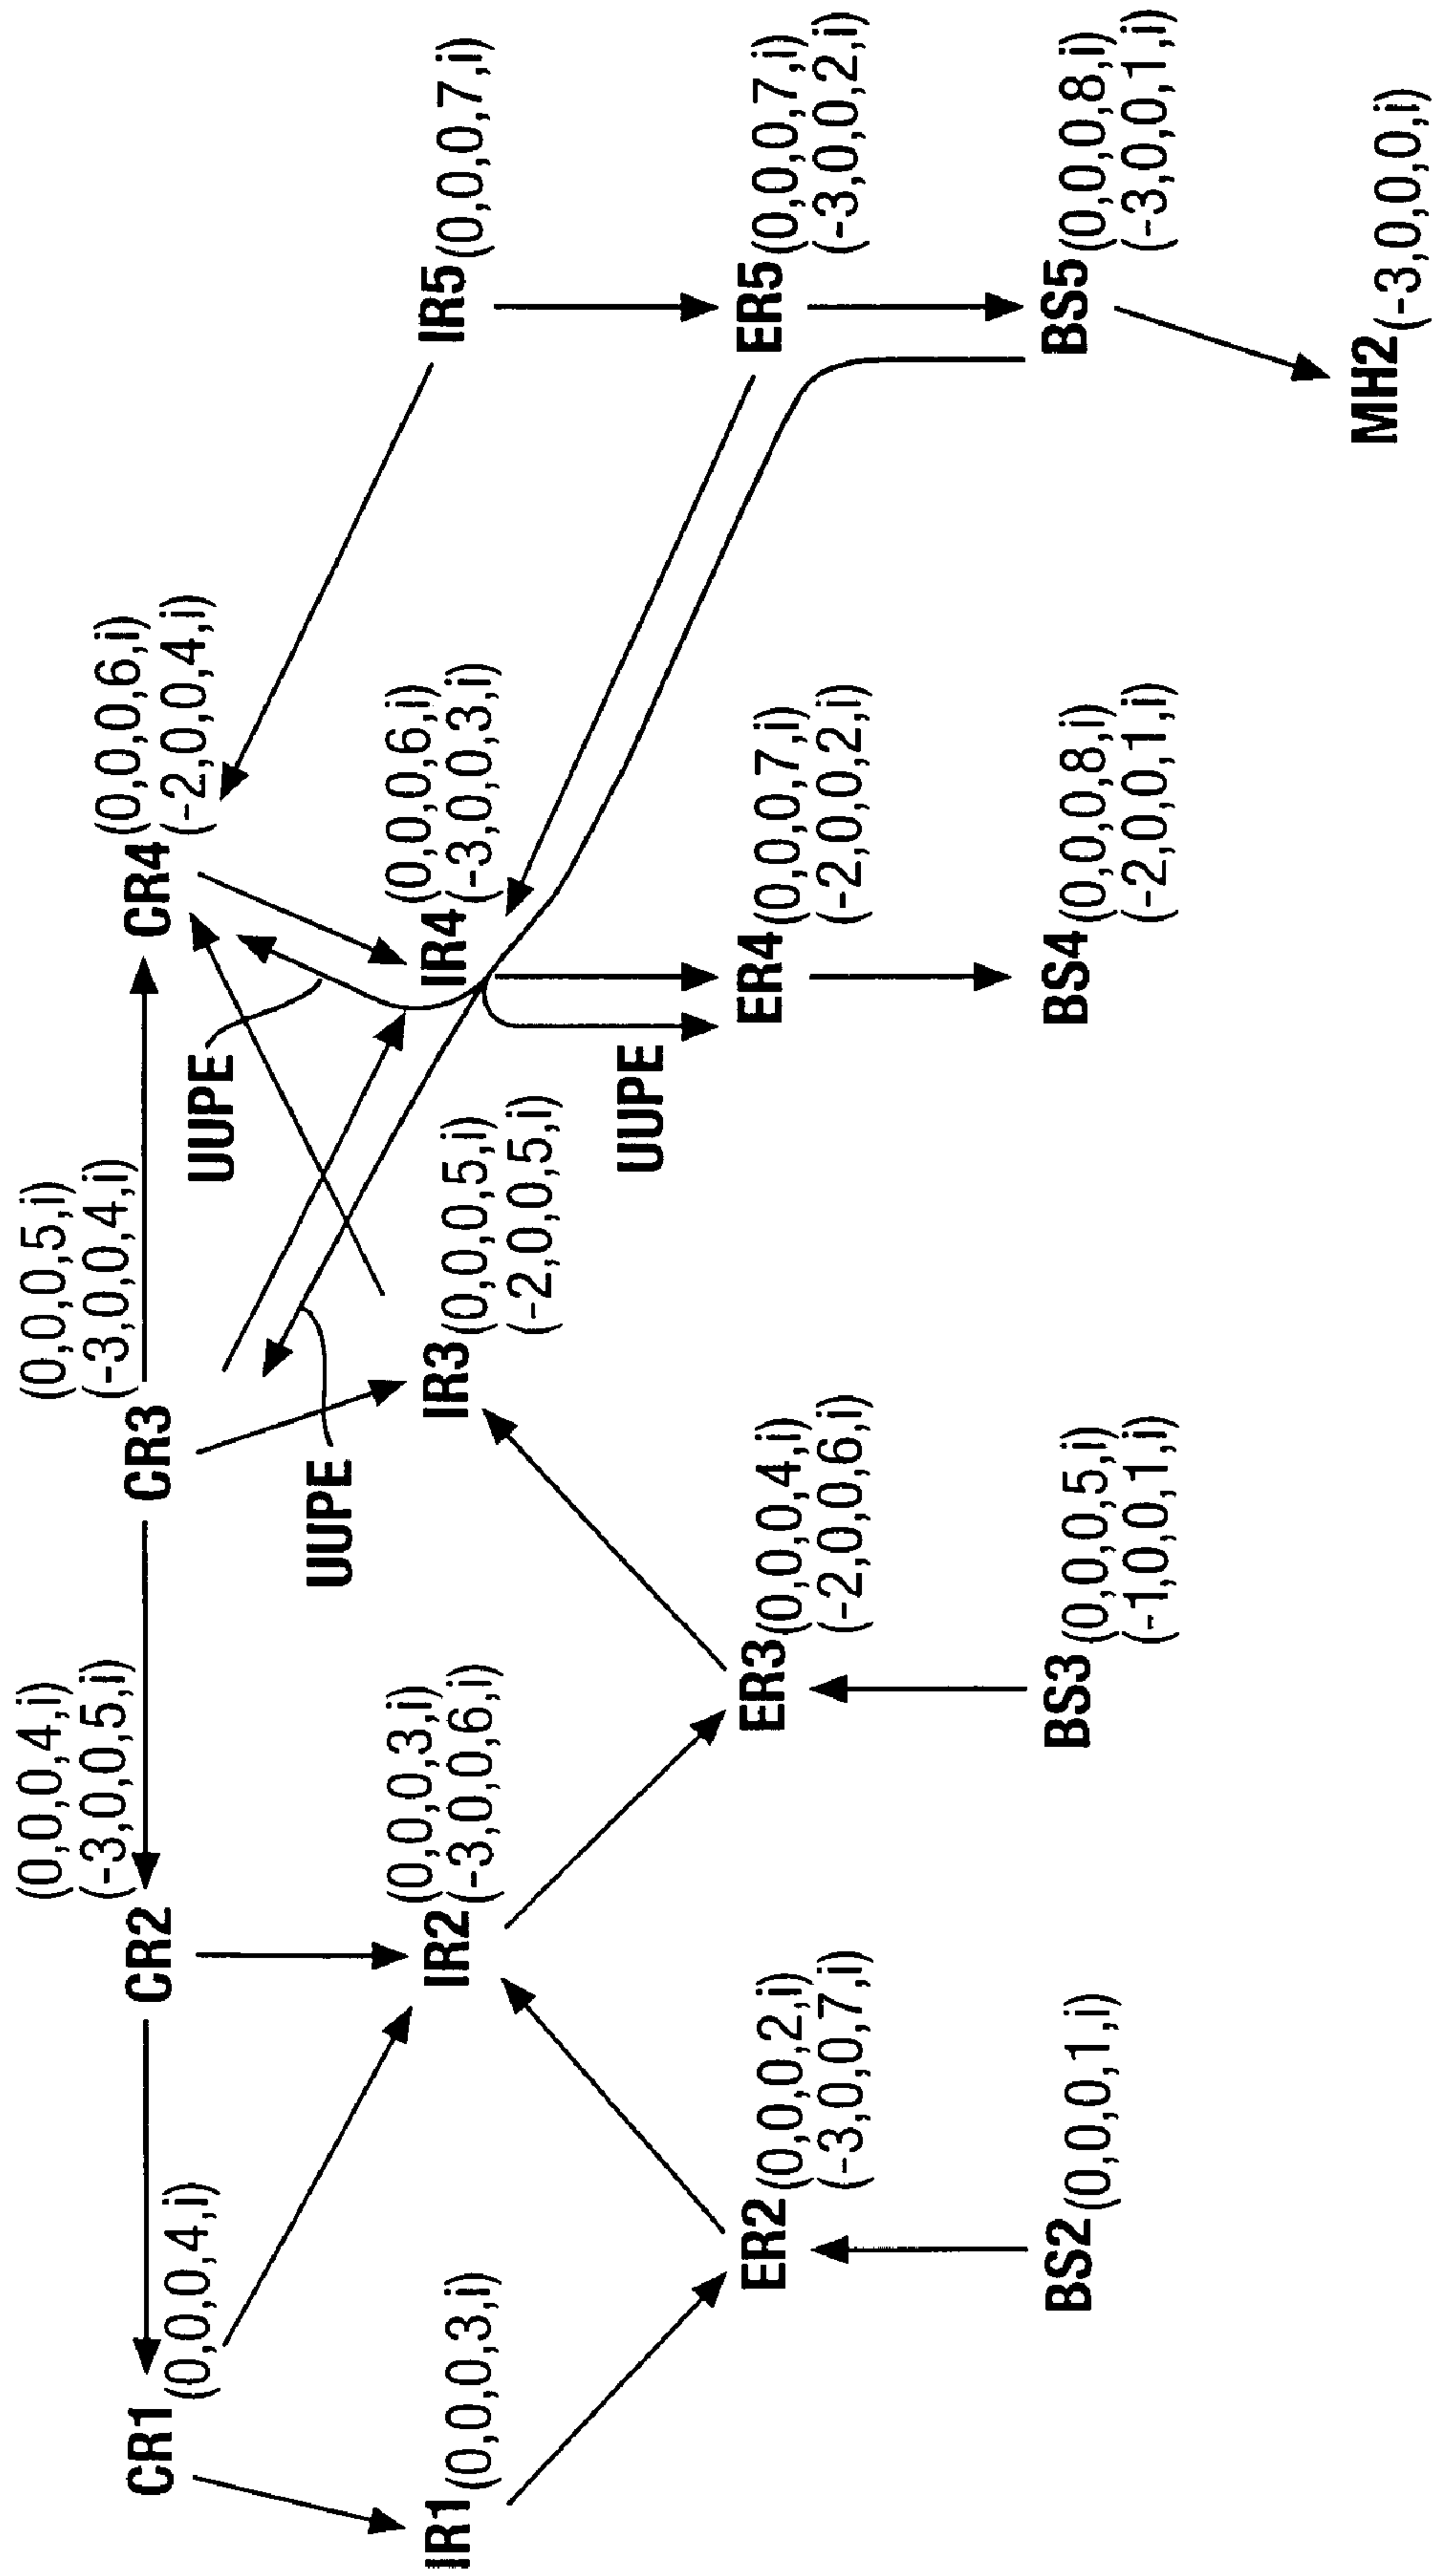 CR1
(0,0,0,4,i)
CR2
(0,0,0,4,i)
(-3,0,0,5,i)
CR3
(0,0,0,5,i)
(-3,0,0,4,i)
CR4
(0,0,0,6,i)
(-2,0,0,4,i)
UUPE
UUPE
IR1
(0,0,0,3,i)
IR2
(0,0,0,3,i)
(-3,0,0,6,i)
IR3
(0,0,0,5,i)
(-2,0,0,5,i)
IR4
(0,0,0,6,i)
(-3,0,0,3,i)
IR5
(0,0,0,7,i)
UUPE
ER2
(0,0,0,2,i)
(-3,0,0,7,i)
ER3
(0,0,0,4,i)
(-2,0,0,6,i)
ER4
(0,0,0,7,i)
(-2,0,0,2,i)
ER5
(0,0,0,7,i)
(-3,0,0,2,i)
BS2
(0,0,0,1,i)
BS3
(0,0,0,5,i)
(-1,0,0,1,i)
BS4
(0,0,0,8,i)
(-2,0,0,1,i)
BS5
(0,0,0,8,i)
(-3,0,0,1,i)
MH2
(-3,0,0,0,i)